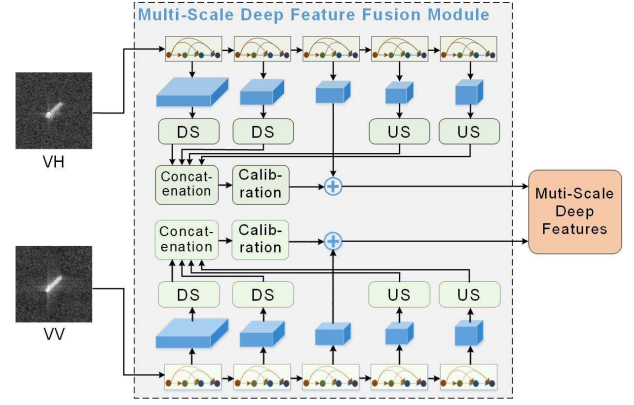 Multi-Scale Deep Feature Fusion Module
VH
DS
DS
US
US
Concat-
enation
Calib-
ration
Muti-Scale
Deep
Features
Concat-
enation
Calib-
ration
VV
DS
DS
US
US